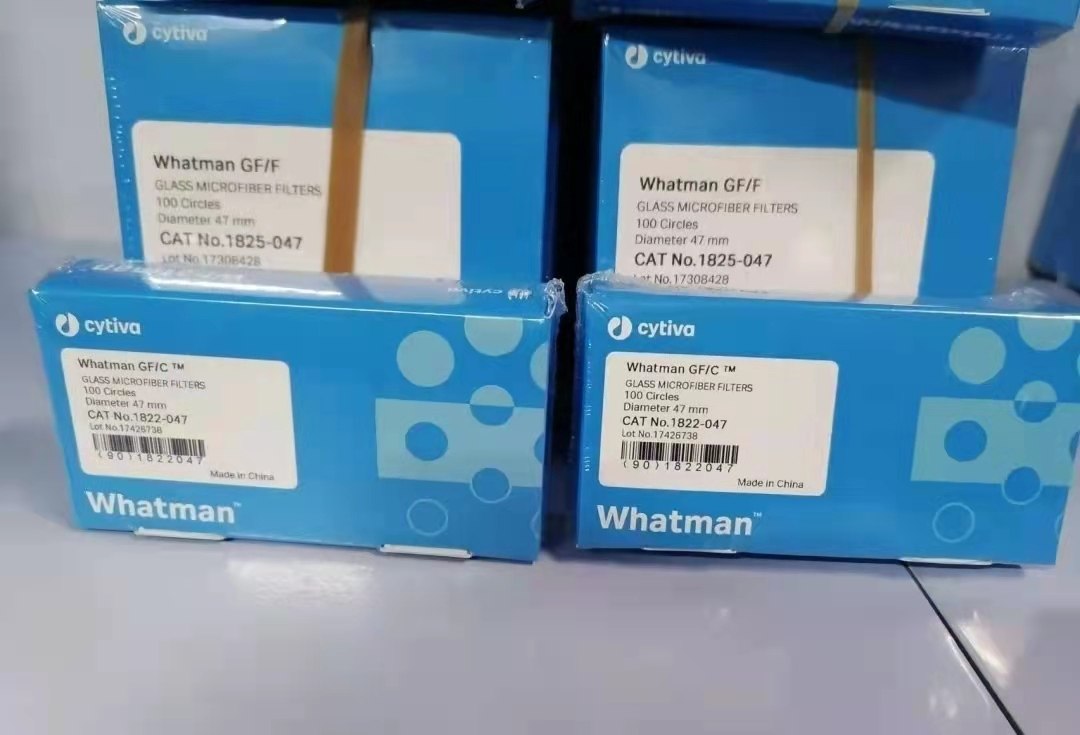 cytiva
Whatman GF/F
GLASS MICROFIBER FILTERS
100 Circles
Diameter 47 mm
CAT No.1825-047
Lot No.17308428
cytiva
Whatman GF/F
GLASS MICROFIBER FILTERS
100 Circles
Diameter 47 mm
CAT No.1825-047
Lot No.17308428
cytiva
Whatman GF/C ™
GLASS MICROFIBER FILTERS
100 Circles
Diameter 47 mm
CAT No.1822-047
Lot No.17426738
(90)1822047
Made in China
Whatman™
cytiva
Whatman GF/C ™
GLASS MICROFIBER FILTERS
100 Circles
Diameter 47 mm
CAT No.1822-047
Lot No.17426738
(90)1822047
Made in China
Whatman™